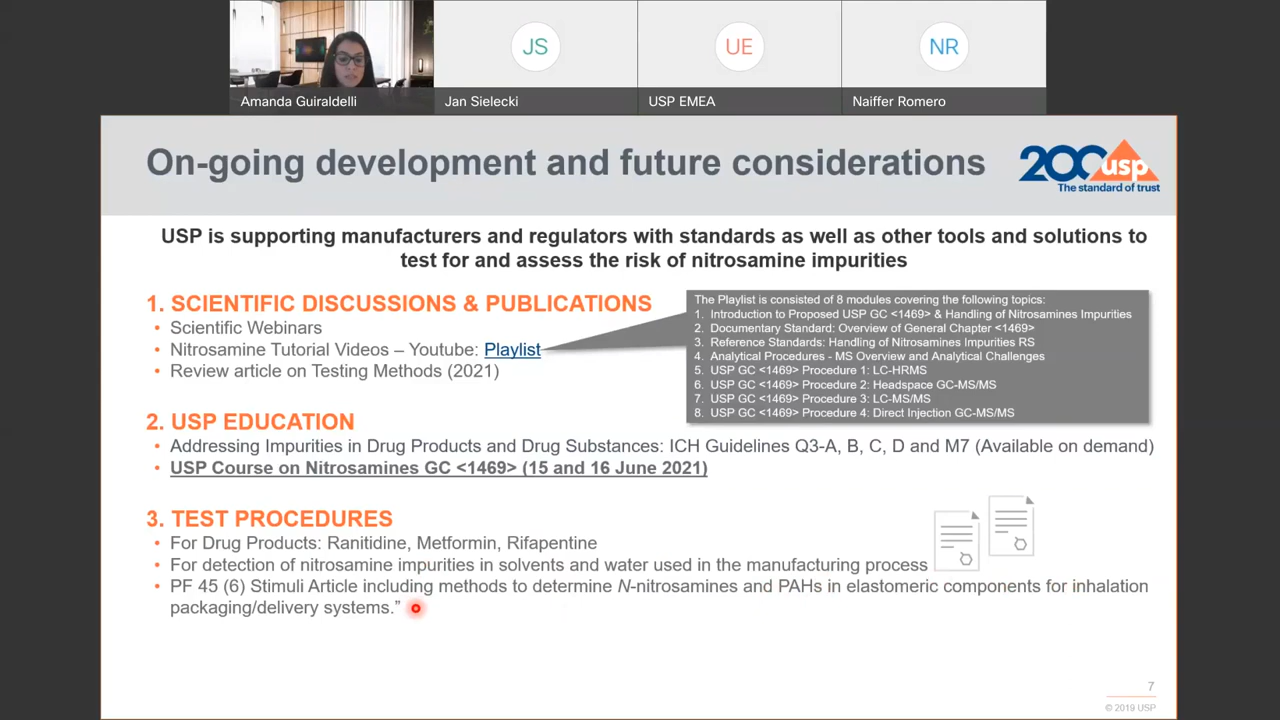 JS
UE
NR
Amanda Guiraldelli
Jan Sielecki
USP EMEA
Naiffer Romero
On-going development and future considerations
200 usp
The standard of trust
USP is supporting manufacturers and regulators with standards as well as other tools and solutions to
test for and assess the risk of nitrosamine impurities
1. SCIENTIFIC DISCUSSIONS & PUBLICATIONS
• Scientific Webinars
• Nitrosamine Tutorial Videos – Youtube: Playlist
• Review article on Testing Methods (2021)
The Playlist is consisted of 8 modules covering the following topics:
1. Introduction to Proposed USP GC <1469> & Handling of Nitrosamines Impurities
2. Documentary Standard: Overview of General Chapter <1469>
3. Reference Standards: Handling of Nitrosamines Impurities RS
4. Analytical Procedures - MS Overview and Analytical Challenges
5. USP GC <1469> Procedure 1: LC-HRMS
6. USP GC <1469> Procedure 2: Headspace GC-MS/MS
7. USP GC <1469> Procedure 3: LC-MS/MS
8. USP GC <1469> Procedure 4: Direct Injection GC-MS/MS
2. USP EDUCATION
• Addressing Impurities in Drug Products and Drug Substances: ICH Guidelines Q3-A, B, C, D and M7 (Available on demand)
• USP Course on Nitrosamines GC <1469> (15 and 16 June 2021)
3. TEST PROCEDURES
• For Drug Products: Ranitidine, Metformin, Rifapentine
• For detection of nitrosamine impurities in solvents and water used in the manufacturing process
• PF 45 (6) Stimuli Article including methods to determine N-nitrosamines and PAHs in elastomeric components for inhalation
packaging/delivery systems.”
7
© 2019 USP